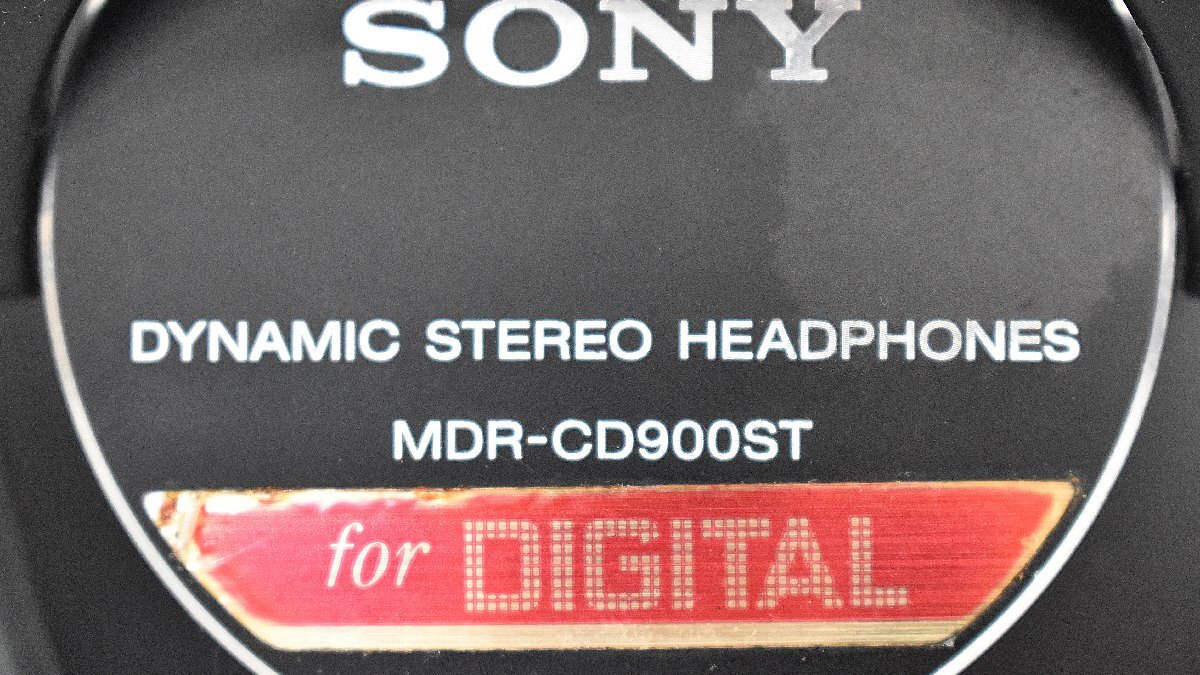 SONY
DYNAMIC STEREO HEADPHONES
MDR-CD900ST
for DIGITAL